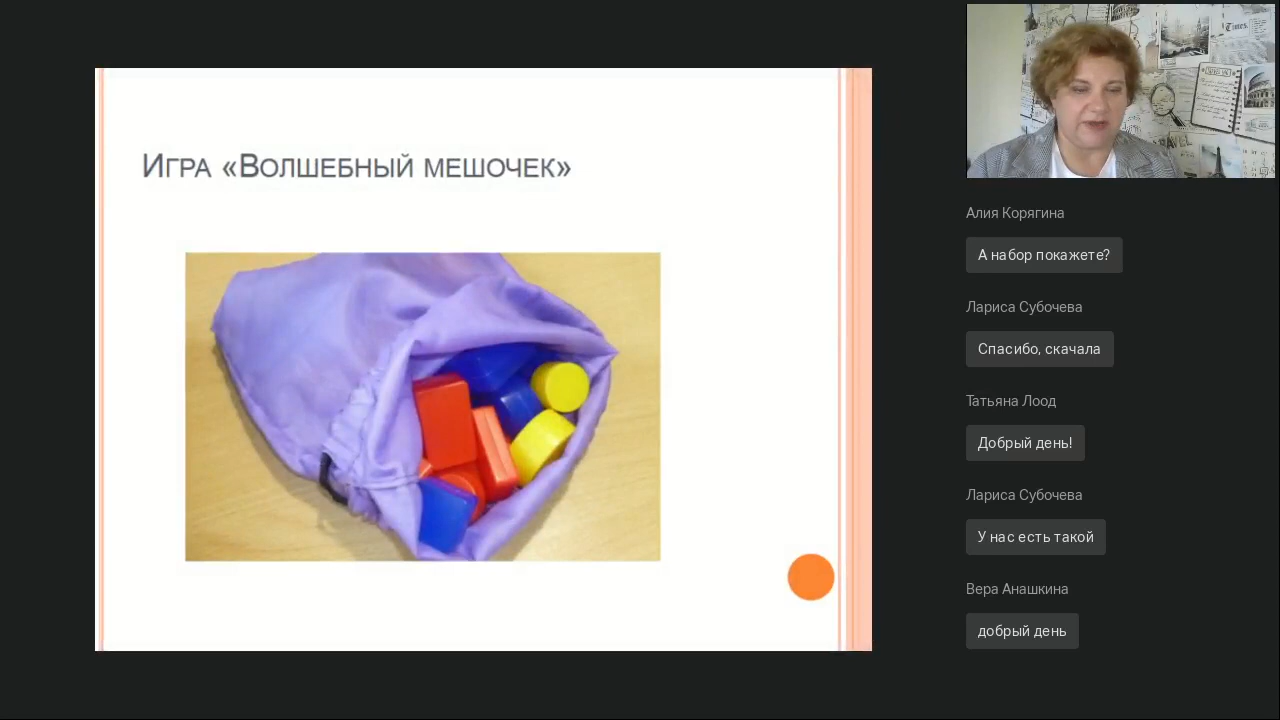 Игра «Волшебный мешочек»
Times
Алия Корягина
А набор покажете?
Лариса Субочева
Спасибо, скачала
Татьяна Лоод
Добрый день!
Лариса Субочева
У нас есть такой
Вера Анашкина
добрый день